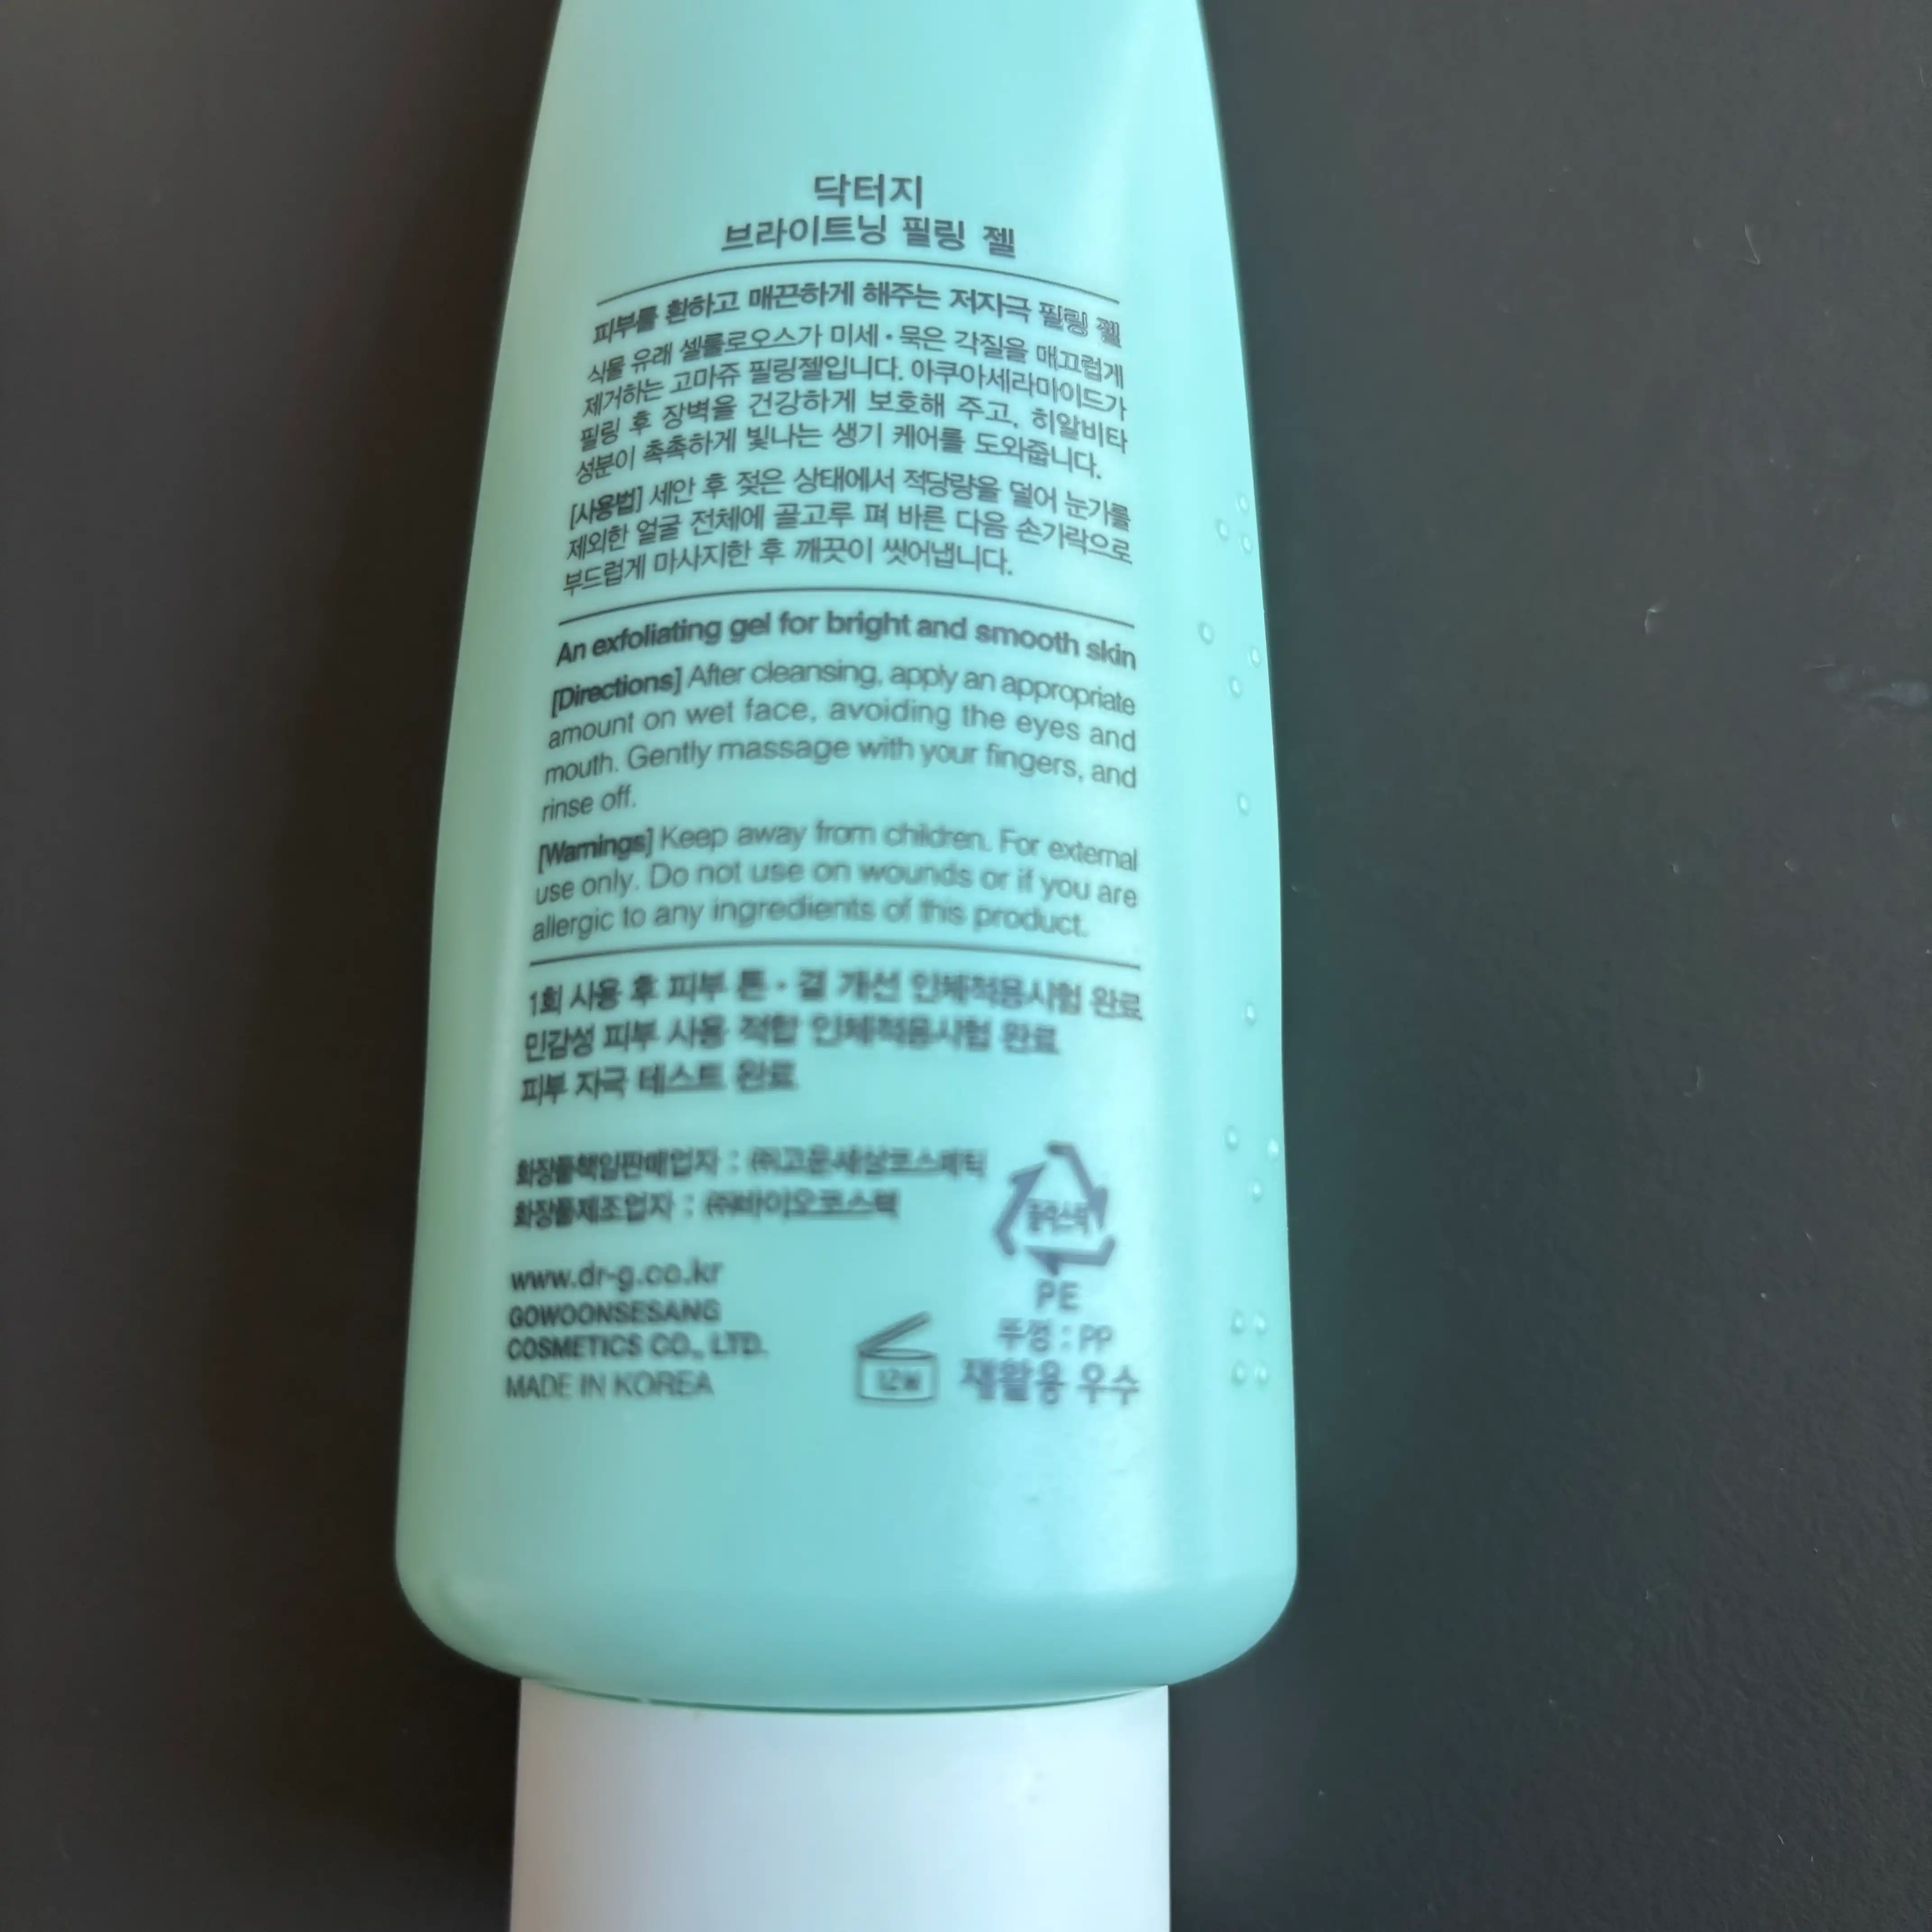 닥터지
브라이트닝 필링 젤
피부를 환하고 매끈하게 해주는 저자극 필링 젤
식물 유래 셀룰로오스가 미세·묵은 각질을 매끄럽게
제거하는 고마쥬 필링젤입니다. 아쿠아세라마이드가
필링 후 장벽을 건강하게 보호해 주고, 히알비타
성분이 촉촉하게 빛나는 생기 케어를 도와줍니다.
[사용법] 세안 후 젖은 상태에서 적당량을 덜어 눈가를
제외한 얼굴 전체에 골고루 펴 바른 다음 손가락으로
부드럽게 마사지한 후 깨끗이 씻어냅니다.
An exfoliating gel for bright and smooth skin
[Directions] After cleansing, apply an appropriate
amount on wet face, avoiding the eyes and
mouth. Gently massage with your fingers, and
rinse off.
[Warnings] Keep away from children. For external
use only. Do not use on wounds or if you are
allergic to any ingredients of this product.
1회 사용 후 피부 톤·결 개선 인체적용시험 완료
민감성 피부 사용 적합 인체적용시험 완료
피부 자극 테스트 완료
화장품책임판매업자 : ㈜고운세상코스메틱
화장품제조업자 : ㈜바이오코스텍
www.dr-g.co.kr
GOWOONSESANG
COSMETICS CO., LTD.
MADE IN KOREA
12M
플라스틱
PE
뚜껑 : PP
재활용 우수